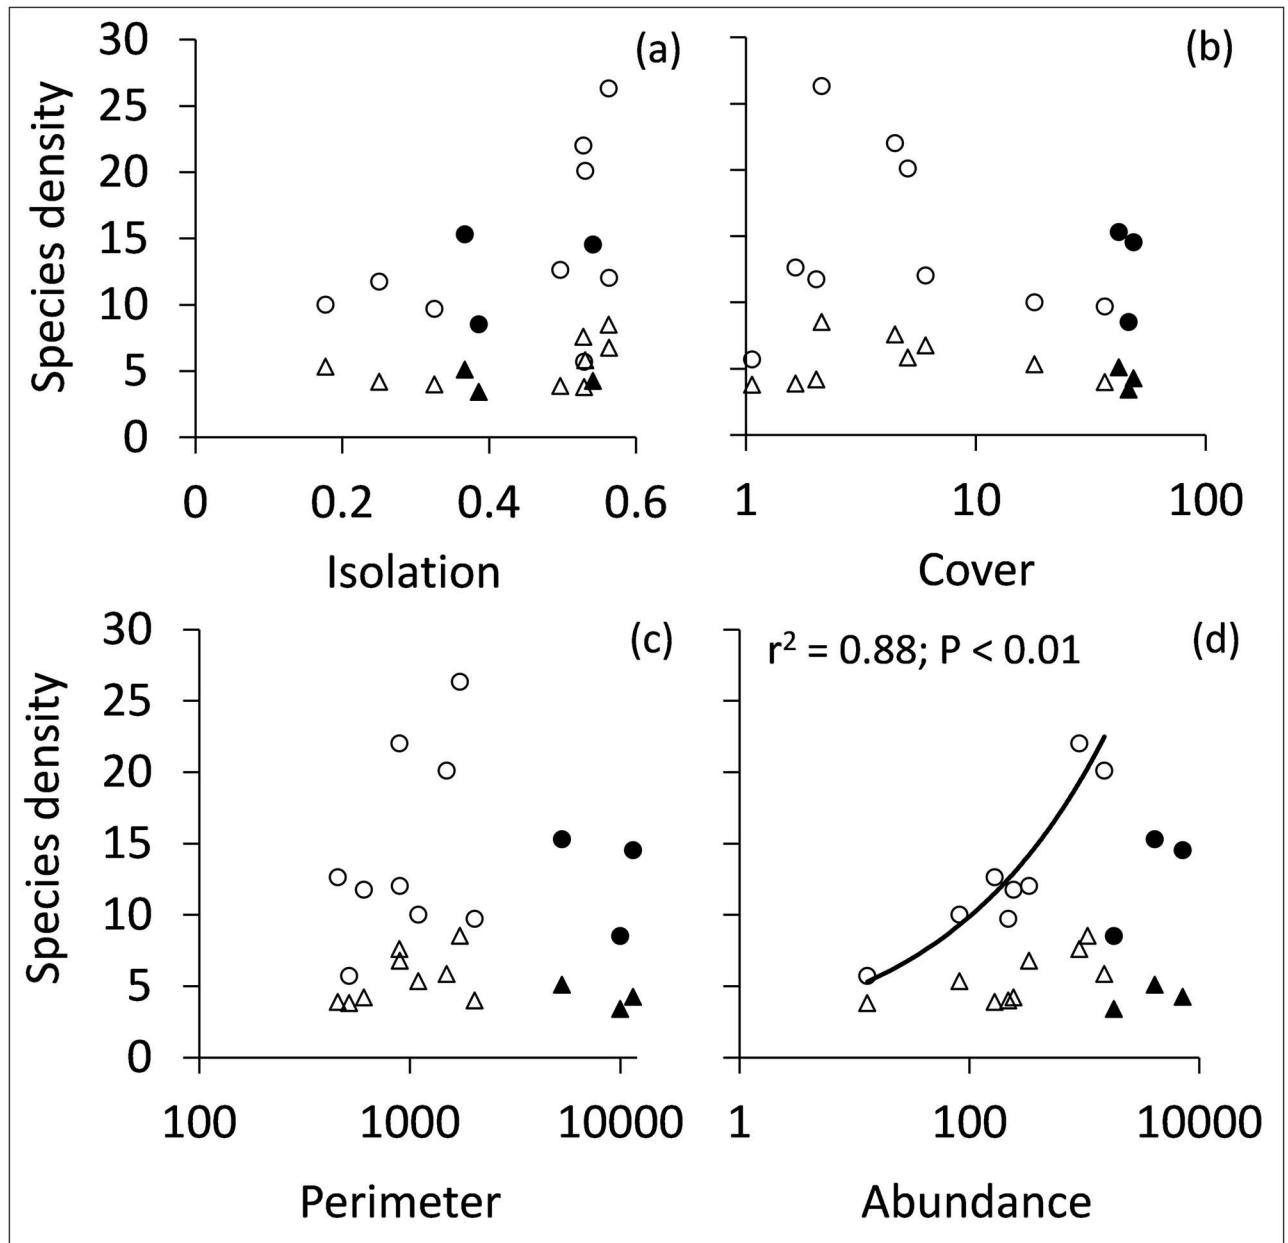 (a)
30
25
20
15
10
5
0
Species density
0 0.2 0.4 0.6
Isolation
(b)
1 10 100
Cover
(c)
30
25
20
15
10
5
0
Species density
100 1000 10000
Perimeter
r² = 0.88; P < 0.01 (d)
1 100 10000
Abundance